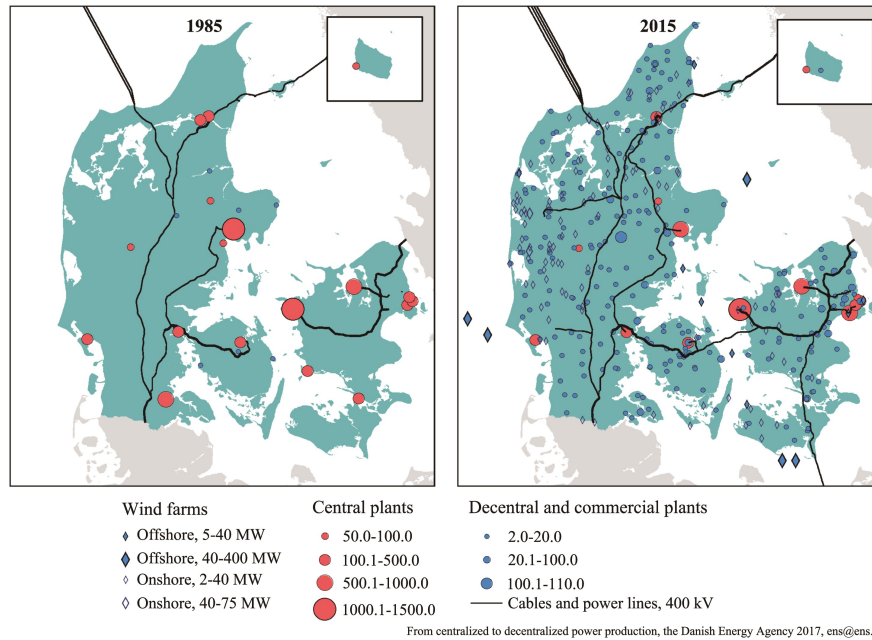 1985
2015
Wind farms
Offshore, 5-40 MW
Offshore, 40-400 MW
Onshore, 2-40 MW
Onshore, 40-75 MW
Central plants
50.0-100.0
100.1-500.0
500.1-1000.0
1000.1-1500.0
Decentral and commercial plants
2.0-20.0
20.1-100.0
100.1-110.0
Cables and power lines, 400 kV
From centralized to decentralized power production, the Danish Energy Agency 2017, ens@ens.